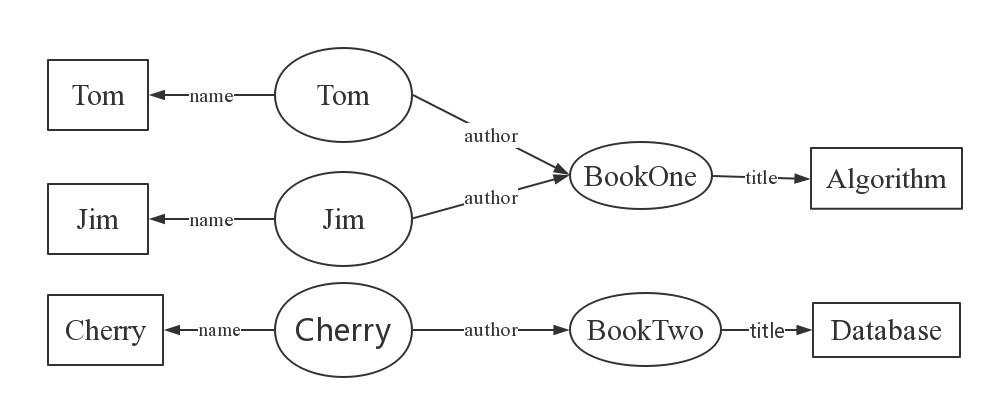 Tom
name
Tom
author
BookOne
title
Algorithm
Jim
name
Jim
author
Cherry
name
Cherry
author
BookTwo
title
Database